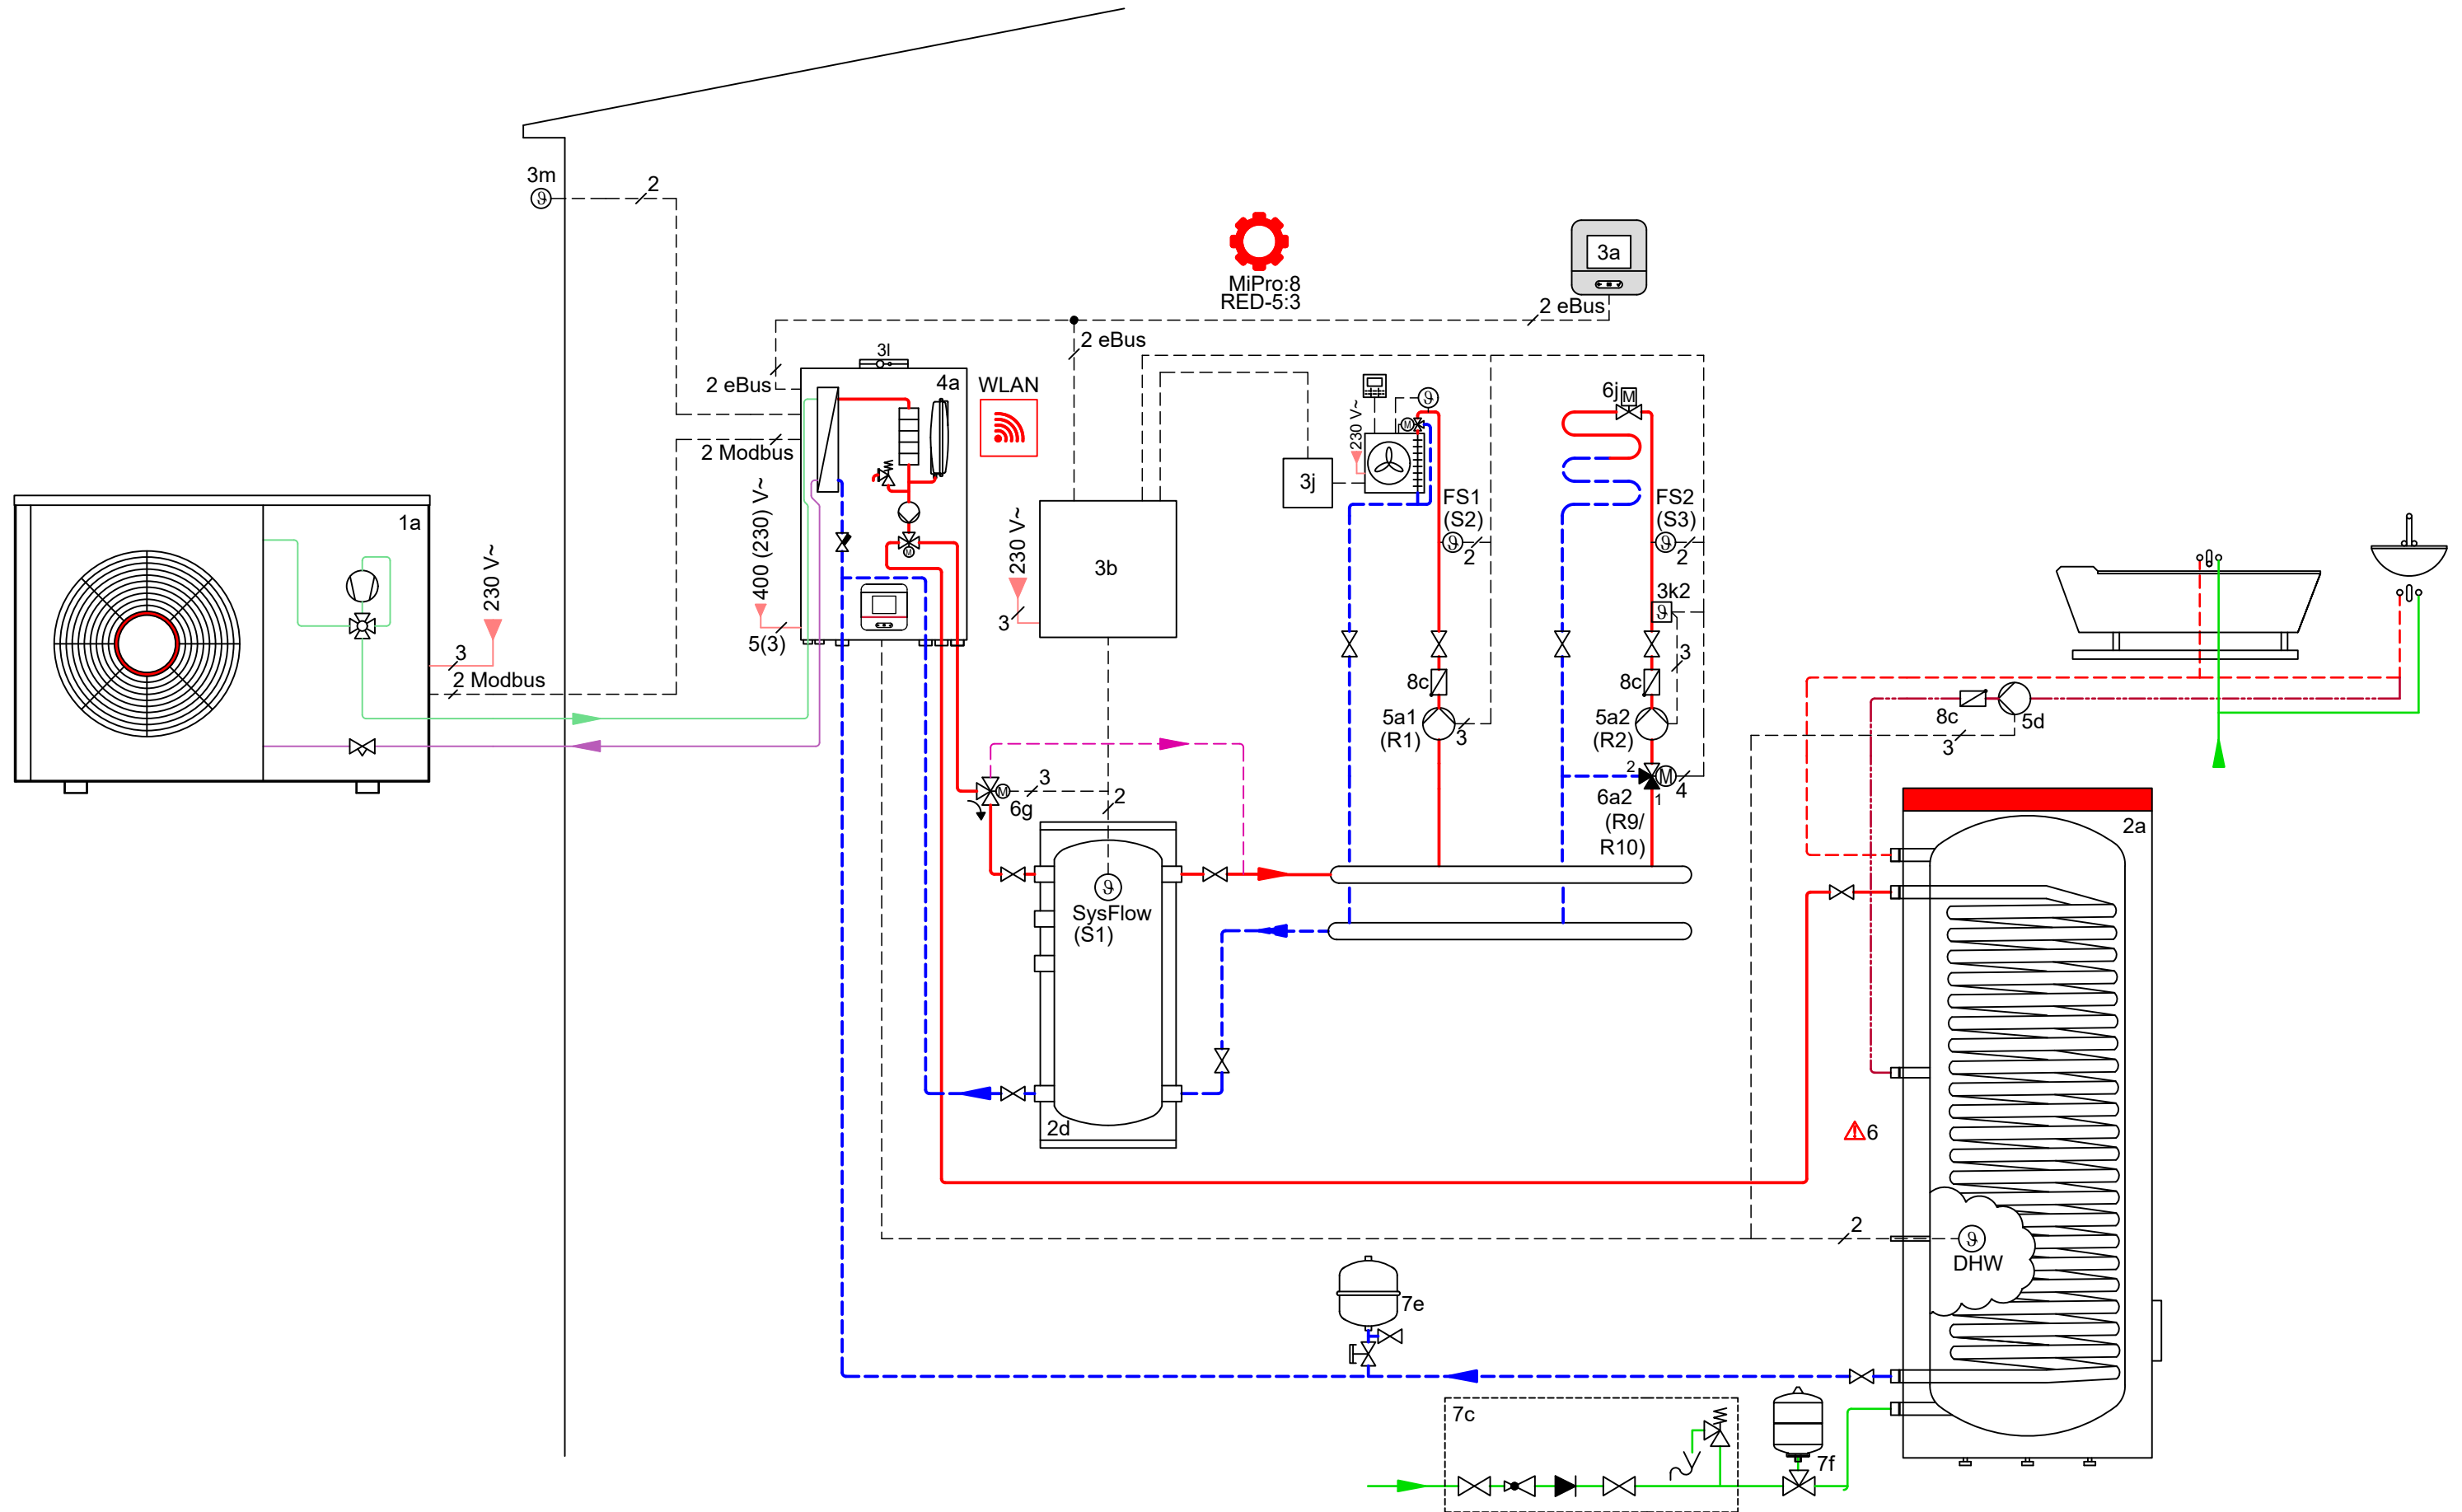 3m
2
MiPro:8
RED-5:3
3a
2 eBus
2 eBus
3l
2 eBus
4a
WLAN
6j
M
2 Modbus
230 V~
M
3j
1a
FS1
(S2)
FS2
(S3)
400 (230) V~
230 V~
230 V~
2
2
M
3b
3k2
3
3
5(3)
3
2 Modbus
8c
8c
8c
5d
5a1
(R1)
3
5a2
(R2)
3
3
2
M
4
M
6g
2
6a2
1
(R9/
R10)
2a
SysFlow
(S1)
2d
6
2
DHW
7e
7c
7f